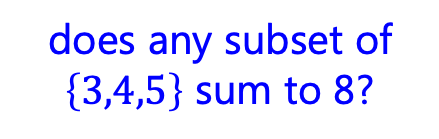 does any subset of
{3,4,5} sum to 8?